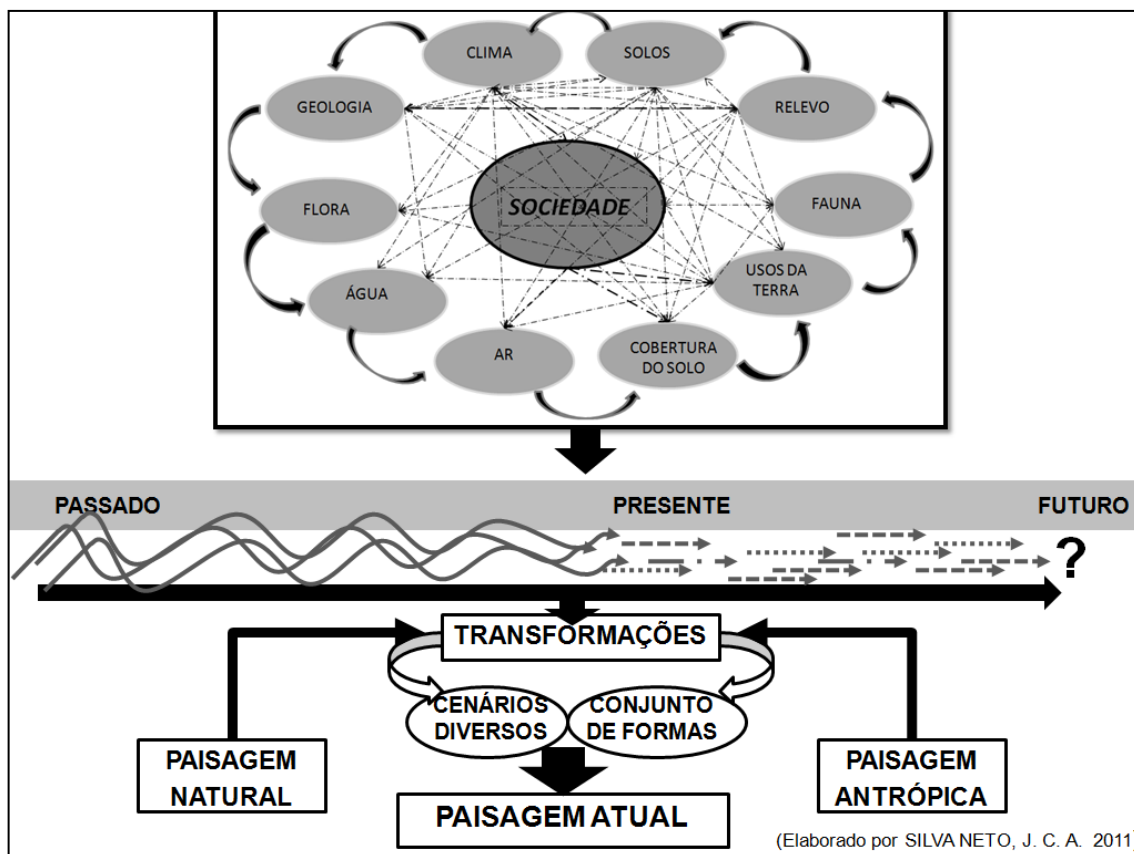 CLIMA
SOLOS
GEOLOGIA
RELEVO
FLORA
SOCIEDADE
FAUNA
ÁGUA
USOS DA
TERRA
AR
COBERTURA
DO SOLO
PASSADO
PRESENTE
FUTURO
?
TRANSFORMAÇÕES
CENÁRIOS
DIVERSOS
CONJUNTO
DE FORMAS
PAISAGEM
NATURAL
PAISAGEM
ANTRÓPICA
PAISAGEM ATUAL
(Elaborado por SILVA NETO, J. C. A. 2011)